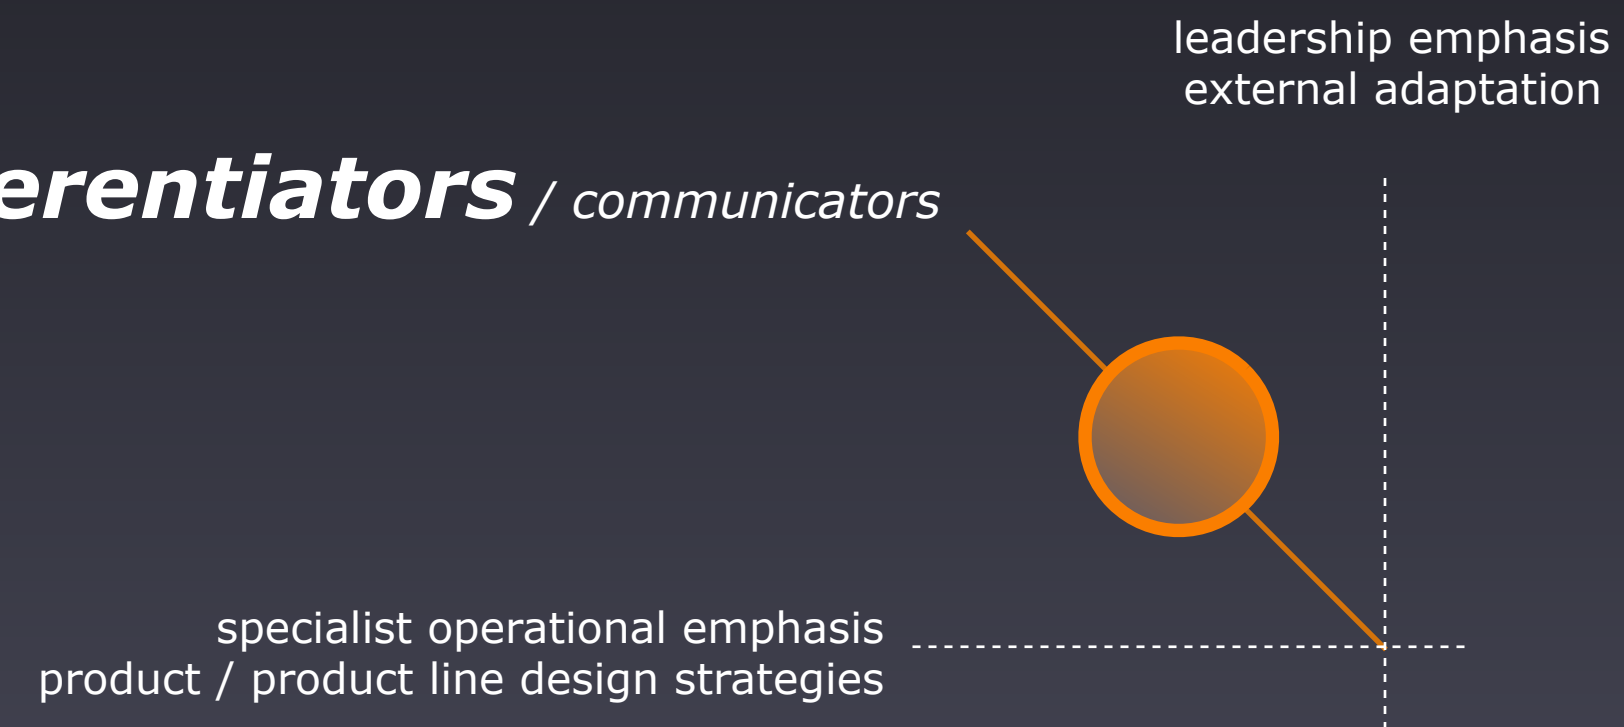 leadership emphasis
external adaptation
erentiators / communicators
specialist operational emphasis
product / product line design strategies